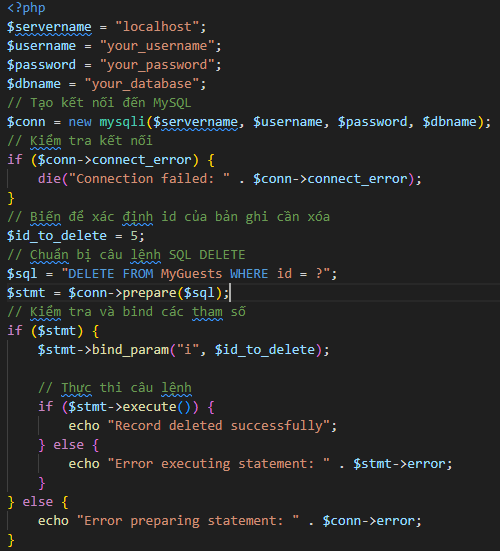 <?php
$servername = "localhost";
$username = "your_username";
$password = "your_password";
$dbname = "your_database";
// Tạo kết nối đến MySQL
$conn = new mysqli($servername, $username, $password, $dbname);
// Kiểm tra kết nối
if ($conn->connect_error) {
    die("Connection failed: " . $conn->connect_error);
}
// Biến để xác định id của bản ghi cần xóa
$id_to_delete = 5;
// Chuẩn bị câu lệnh SQL DELETE
$sql = "DELETE FROM MyGuests WHERE id = ?";
$stmt = $conn->prepare($sql);
// Kiểm tra và bind các tham số
if ($stmt) {
    $stmt->bind_param("i", $id_to_delete);

    // Thực thi câu lệnh
    if ($stmt->execute()) {
        echo "Record deleted successfully";
    } else {
        echo "Error executing statement: " . $stmt->error;
    }
} else {
    echo "Error preparing statement: " . $conn->error;
}